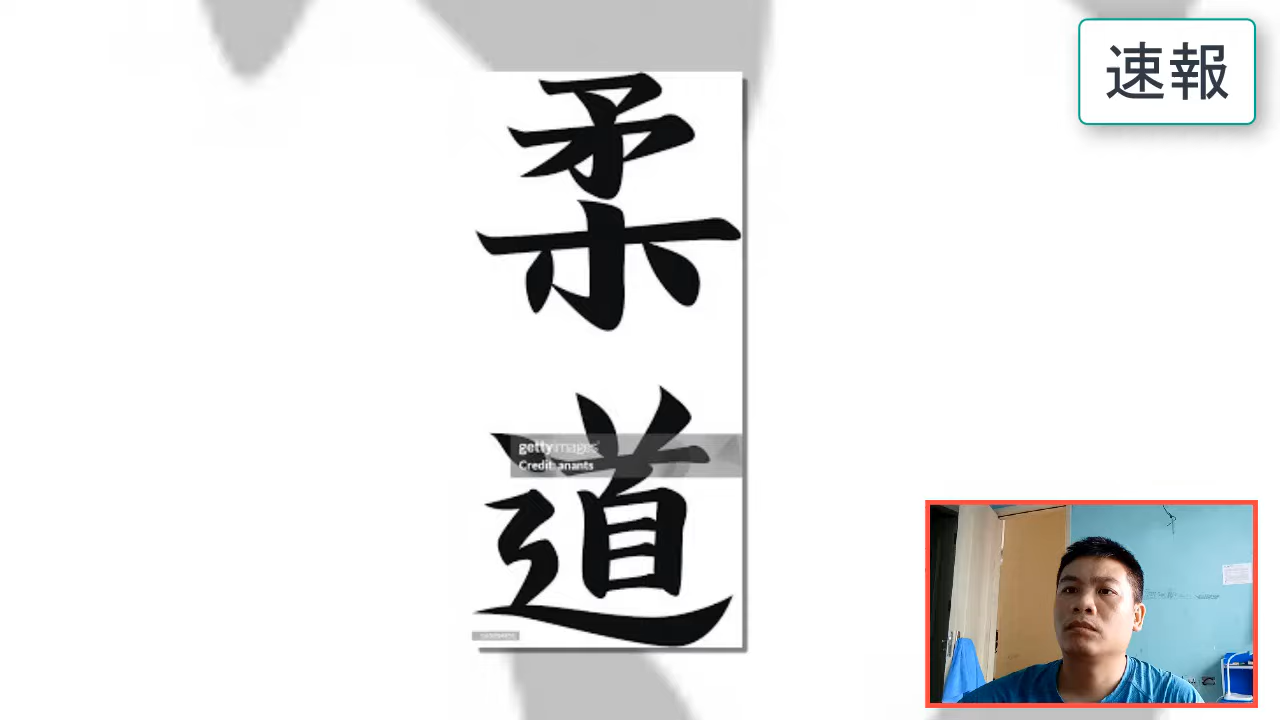 速報
柔
道
gettyimages
Credit: anants